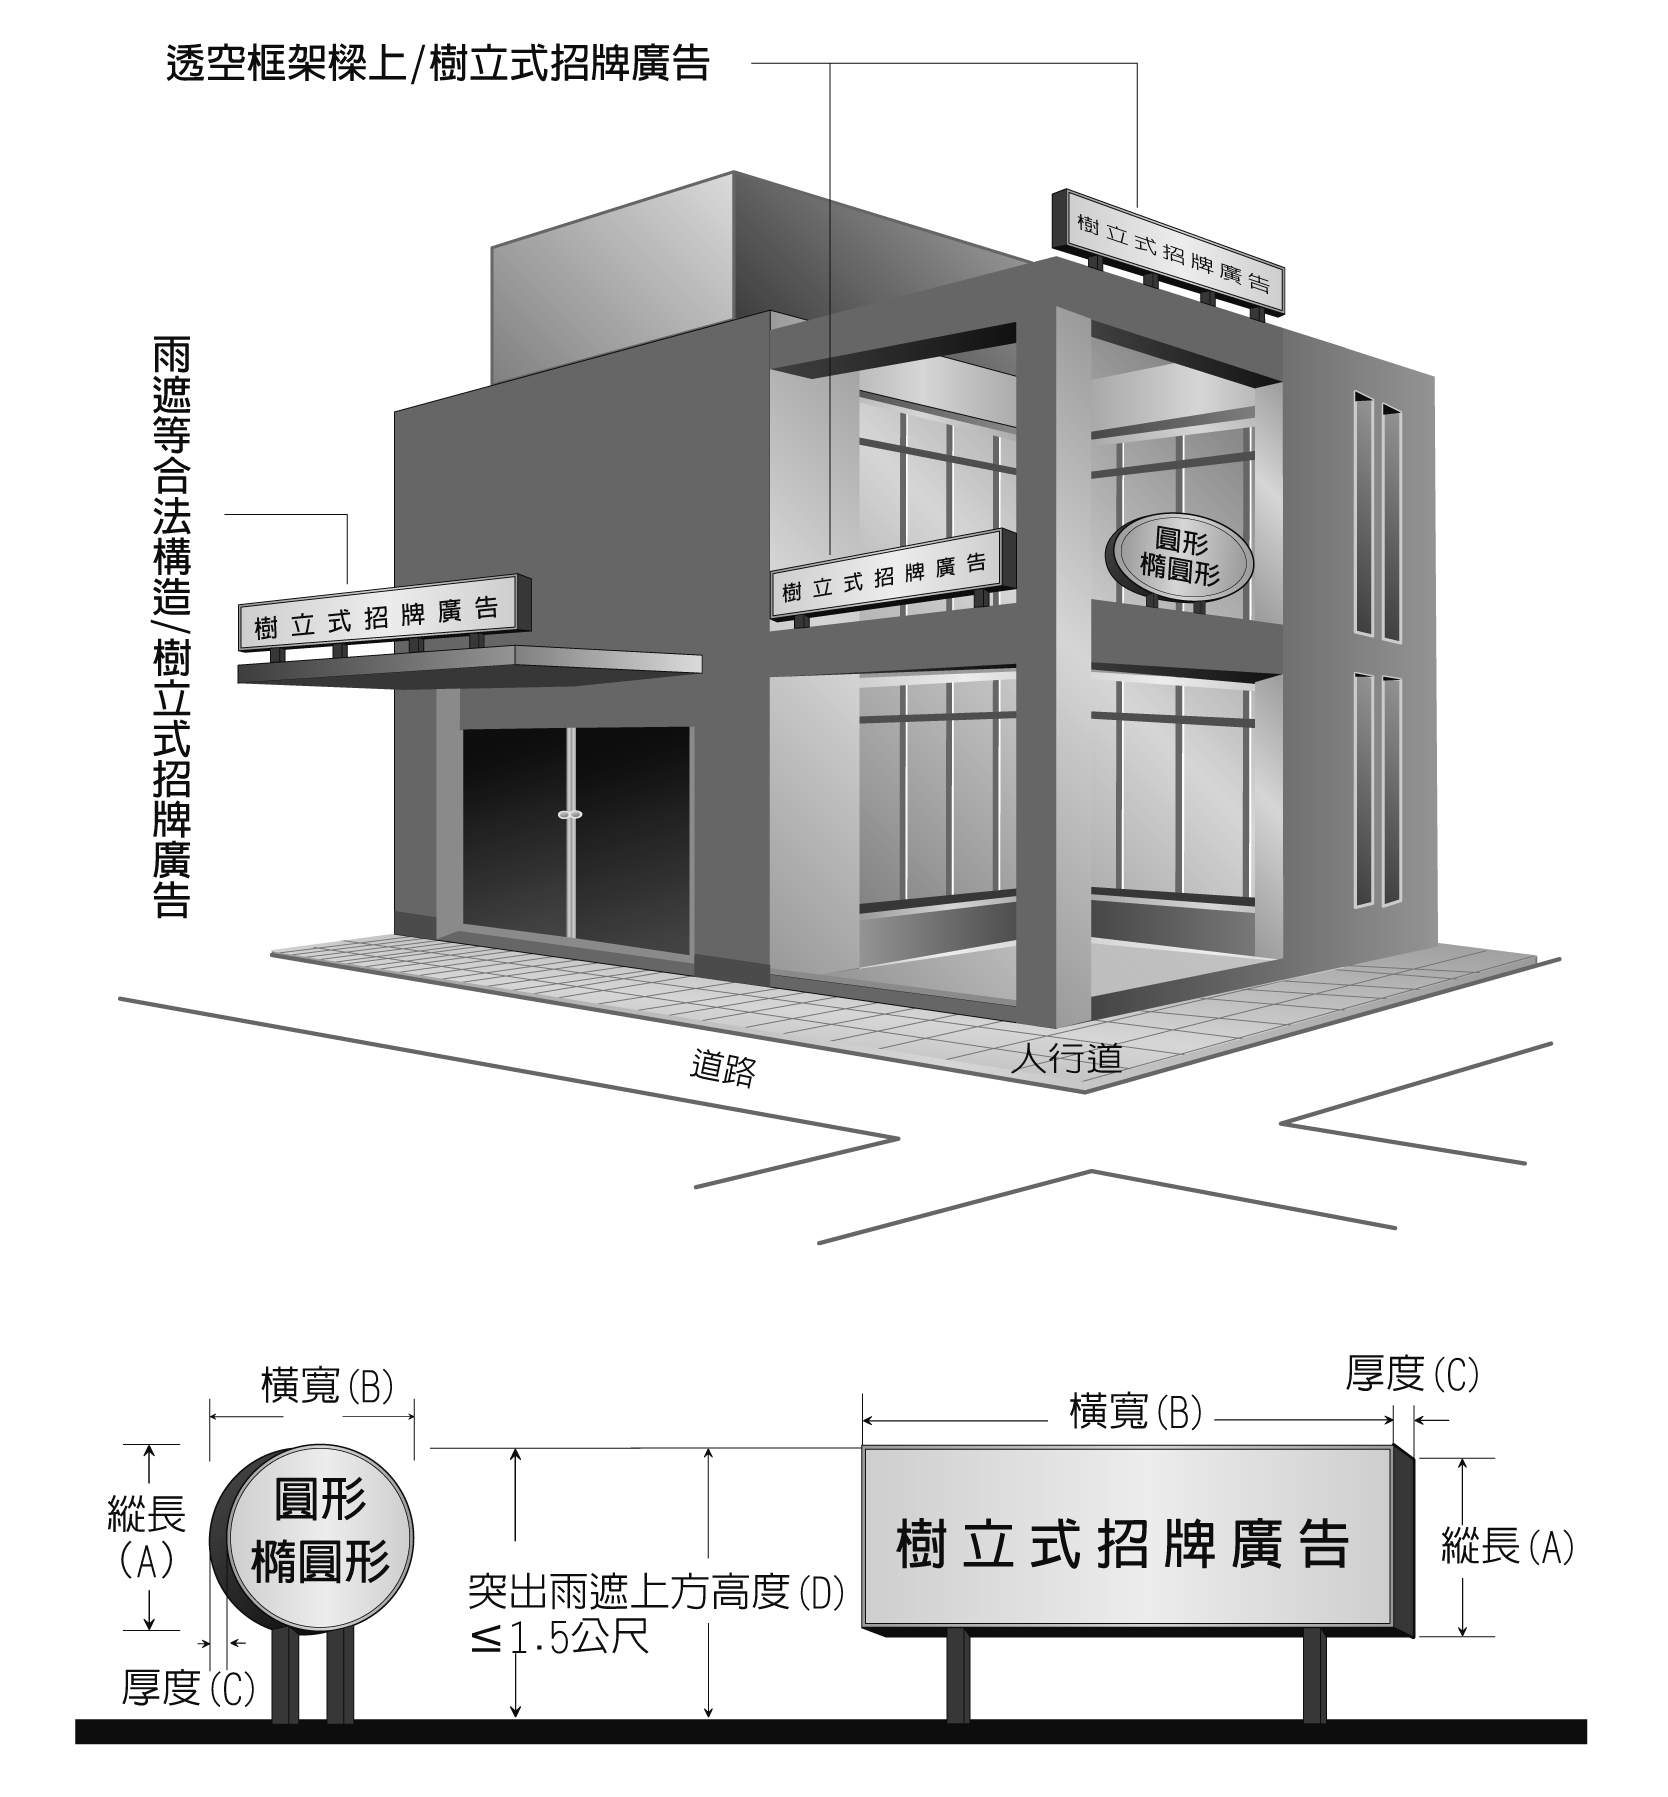 透空框架樑上/樹立式招牌廣告
樹立式招牌廣告
雨遮等合法構造/樹立式招牌廣告
圓形
橢圓形
樹立式招牌廣告
樹立式招牌廣告
道路
人行道
橫寬(B)
厚度(C)
橫寬(B)
縱長
(A)
圓形
橢圓形
樹立式招牌廣告
縱長(A)
突出雨遮上方高度(D)
≤1.5公尺
厚度(C)